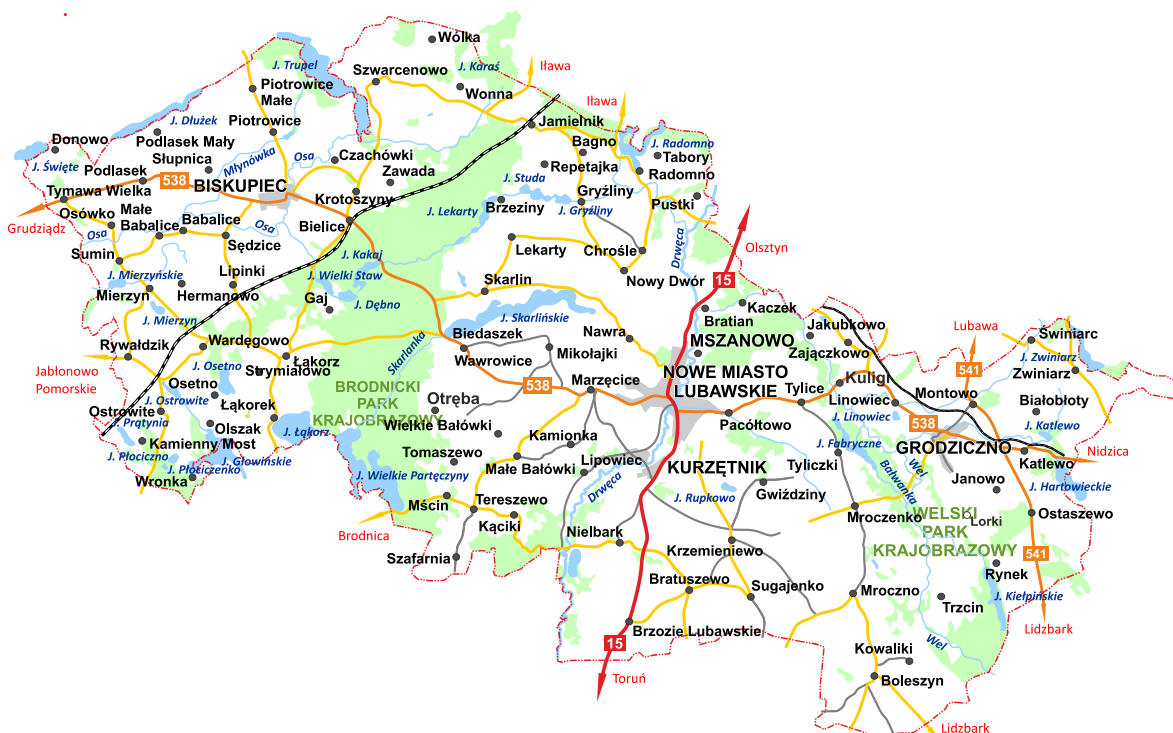 Wólka
J. Trupel
J. Karaś
Iława
Szwarcenowo
Piotrowice
Małe
Wonna
Iława
J. Dłużek
Piotrowice
Jamielnik
Donowo
Podlasek Mały
Bagno
J. Radomno
Słupnica
Młynówka
Osa
Czachówki
Repetajka
Tabory
J. Święte
Podlasek
Zawada
J. Studa
Radomno
538
BISKUPIEC
Tymawa Wielka
Krotoszyny
Gryźliny
Pustki
Osówko
Małe
Babalice
Babalice
J. Lekarty
Brzeziny
J. Gryźliny
Grudziądz
Osa
Osa
Bielice
Drwęca
Sędzice
Lekarty
Chrośle
Olsztyn
Sumin
J. Kakaj
J. Mierzyńskie
Lipinki
J. Wielki Staw
Skarlin
Nowy Dwór
15
Mierzyn
Hermanowo
Gaj
J. Dębno
Kaczek
J. Mierzyn
J. Skarlińskie
Bratian
Jakubkowo
Lubawa
Świniarc
Rywałdzik
Wardęgowo
Skarlanka
Biedaszek
Nawra
MSZANOWO
Zajączkowo
J. Zwiniarz
Jabłonowo
Pomorskie
J. Osetno
Łąkorz
Wawrowice
Mikołajki
Strymiałowo
NOWE MIASTO
LUBAWSKIE
Kuligi
541
Zwiniarz
Osetno
BRODNICKI
PARK
KRAJOBRAZOWY
538
Marzęcice
Tylice
Linowiec
Montowo
J. Ostrowite
Łąkorek
Otręba
Białobłoty
Ostrowite
J. Prątynia
Olszak
Wielkie Bałówki
Pacółtowo
J. Linowiec
538
J. Katlewo
J. Łąkorz
Kamienny Most
Kamionka
J. Fabryczne
GRODZICZNO
J. Płociczno
J. Głowińskie
Tomaszewo
Małe Bałówki
Lipowiec
KURZĘTNIK
Tyliczki
Wel
Katlewo
Nidzica
J. Płociczenko
Wronka
J. Wielkie Partęczyny
Drwęca
J. Rupkowo
Gwiździny
Bałwanka
Janowo
J. Hartowieckie
Mścin
Tereszewo
Mroczenko
WELSKI
PARK
KRAJOBRAZOWY
Lorki
Ostaszewo
Brodnica
Kąciki
Nielbark
Krzemieniewo
Szafarnia
541
Rynek
Bratuszewo
Sugajenko
Mroczno
J. Kiełpińskie
Trzcin
Lidzbark
Brzozie Lubawskie
15
Wel
Kowaliki
Toruń
Boleszyn
Lidzbark